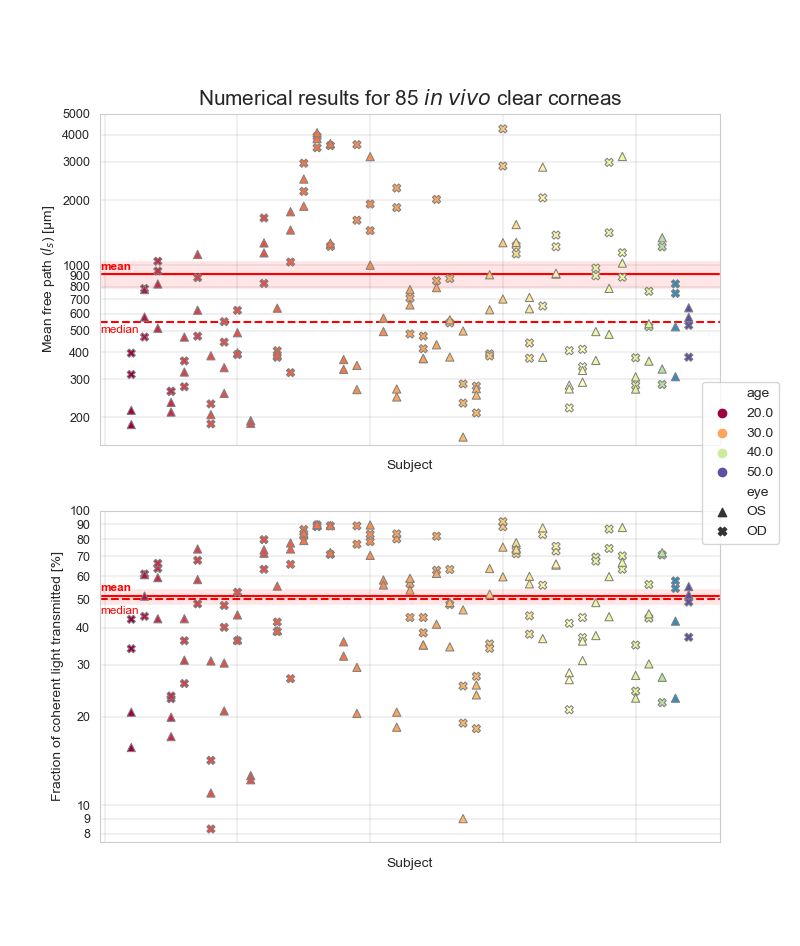 Numerical results for 85 in vivo clear corneas
Mean free path (lₛ) [µm]
5000
4000
3000
2000
1000
900
800
700
600
500
400
300
200
mean
median
Subject
age
20.0
30.0
40.0
50.0
eye
OS
OD
Fraction of coherent light transmitted [%]
100
90
80
70
60
50
40
30
20
10
9
8
mean
median
Subject